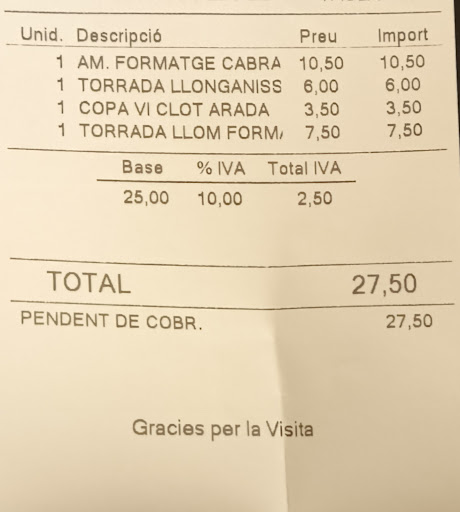 Unid. Descripció Preu Import
1 AM. FORMATGE CABRA 10,50 10,50
1 TORRADA LLONGANISS 6,00 6,00
1 COPA VI CLOT ARADA 3,50 3,50
1 TORRADA LLOM FORM 7,50 7,50
Base % IVA Total IVA
25,00 10,00 2,50
TOTAL 27,50
PENDENT DE COBR. 27,50
Gracies per la Visita